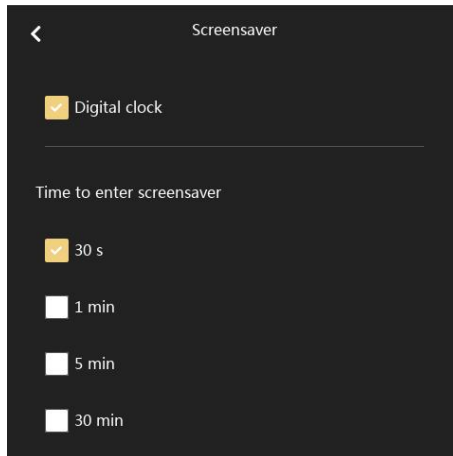 Screensaver
Digital clock
Time to enter screensaver
30 s
1 min
5 min
30 min